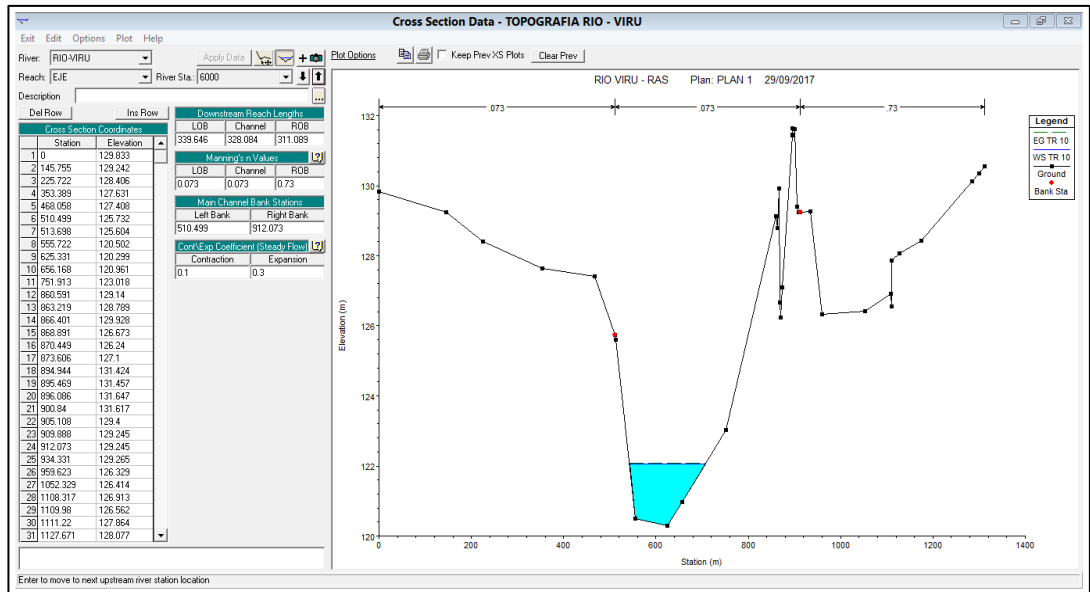 Cross Section Data - TOPOGRAFIA RIO - VIRU
Exit Edit Options Plot Help
River: RIO-VIRU
Apply Data
Plot Options
Keep Prev XS Plots
Clear Prev
Reach: EJE
River Sta.: 6000
Description
...
Del Row
Ins Row
Cross Section Coordinates
Station Elevation
1 0 129.833
2 145.755 129.242
3 225.722 128.406
4 353.389 127.631
5 468.058 127.408
6 510.499 125.732
7 513.698 125.604
8 555.722 120.502
9 625.331 120.299
10 656.168 120.961
11 751.913 123.018
12 860.591 129.14
13 863.219 128.789
14 866.401 129.928
15 868.891 126.673
16 870.449 126.24
17 873.606 127.1
18 894.944 131.424
19 895.469 131.457
20 896.086 131.647
21 900.84 131.617
22 905.108 129.4
23 909.888 129.245
24 912.073 129.245
25 934.331 129.265
26 959.623 126.329
27 1052.329 126.414
28 1108.317 126.913
29 1109.98 126.562
30 1111.22 127.864
31 1127.671 128.077
Downstream Reach Lengths
LOB Channel ROB
339.646 328.084 311.089
Manning's n Values
LOB Channel ROB
0.073 0.073 0.73
Main Channel Bank Stations
Left Bank Right Bank
510.499 912.073
Cont\Exp Coefficient (Steady Flow)
Contraction Expansion
0.1 0.3
RIO VIRU - RAS Plan: PLAN 1 29/09/2017
.073 .073 .73
Legend
EG TR 10
WS TR 10
Ground
Bank Sta
132
130
128
126
124
122
120
Elevation (m)
0 200 400 600 800 1000 1200 1400
Station (m)
Enter to move to next upstream river station location